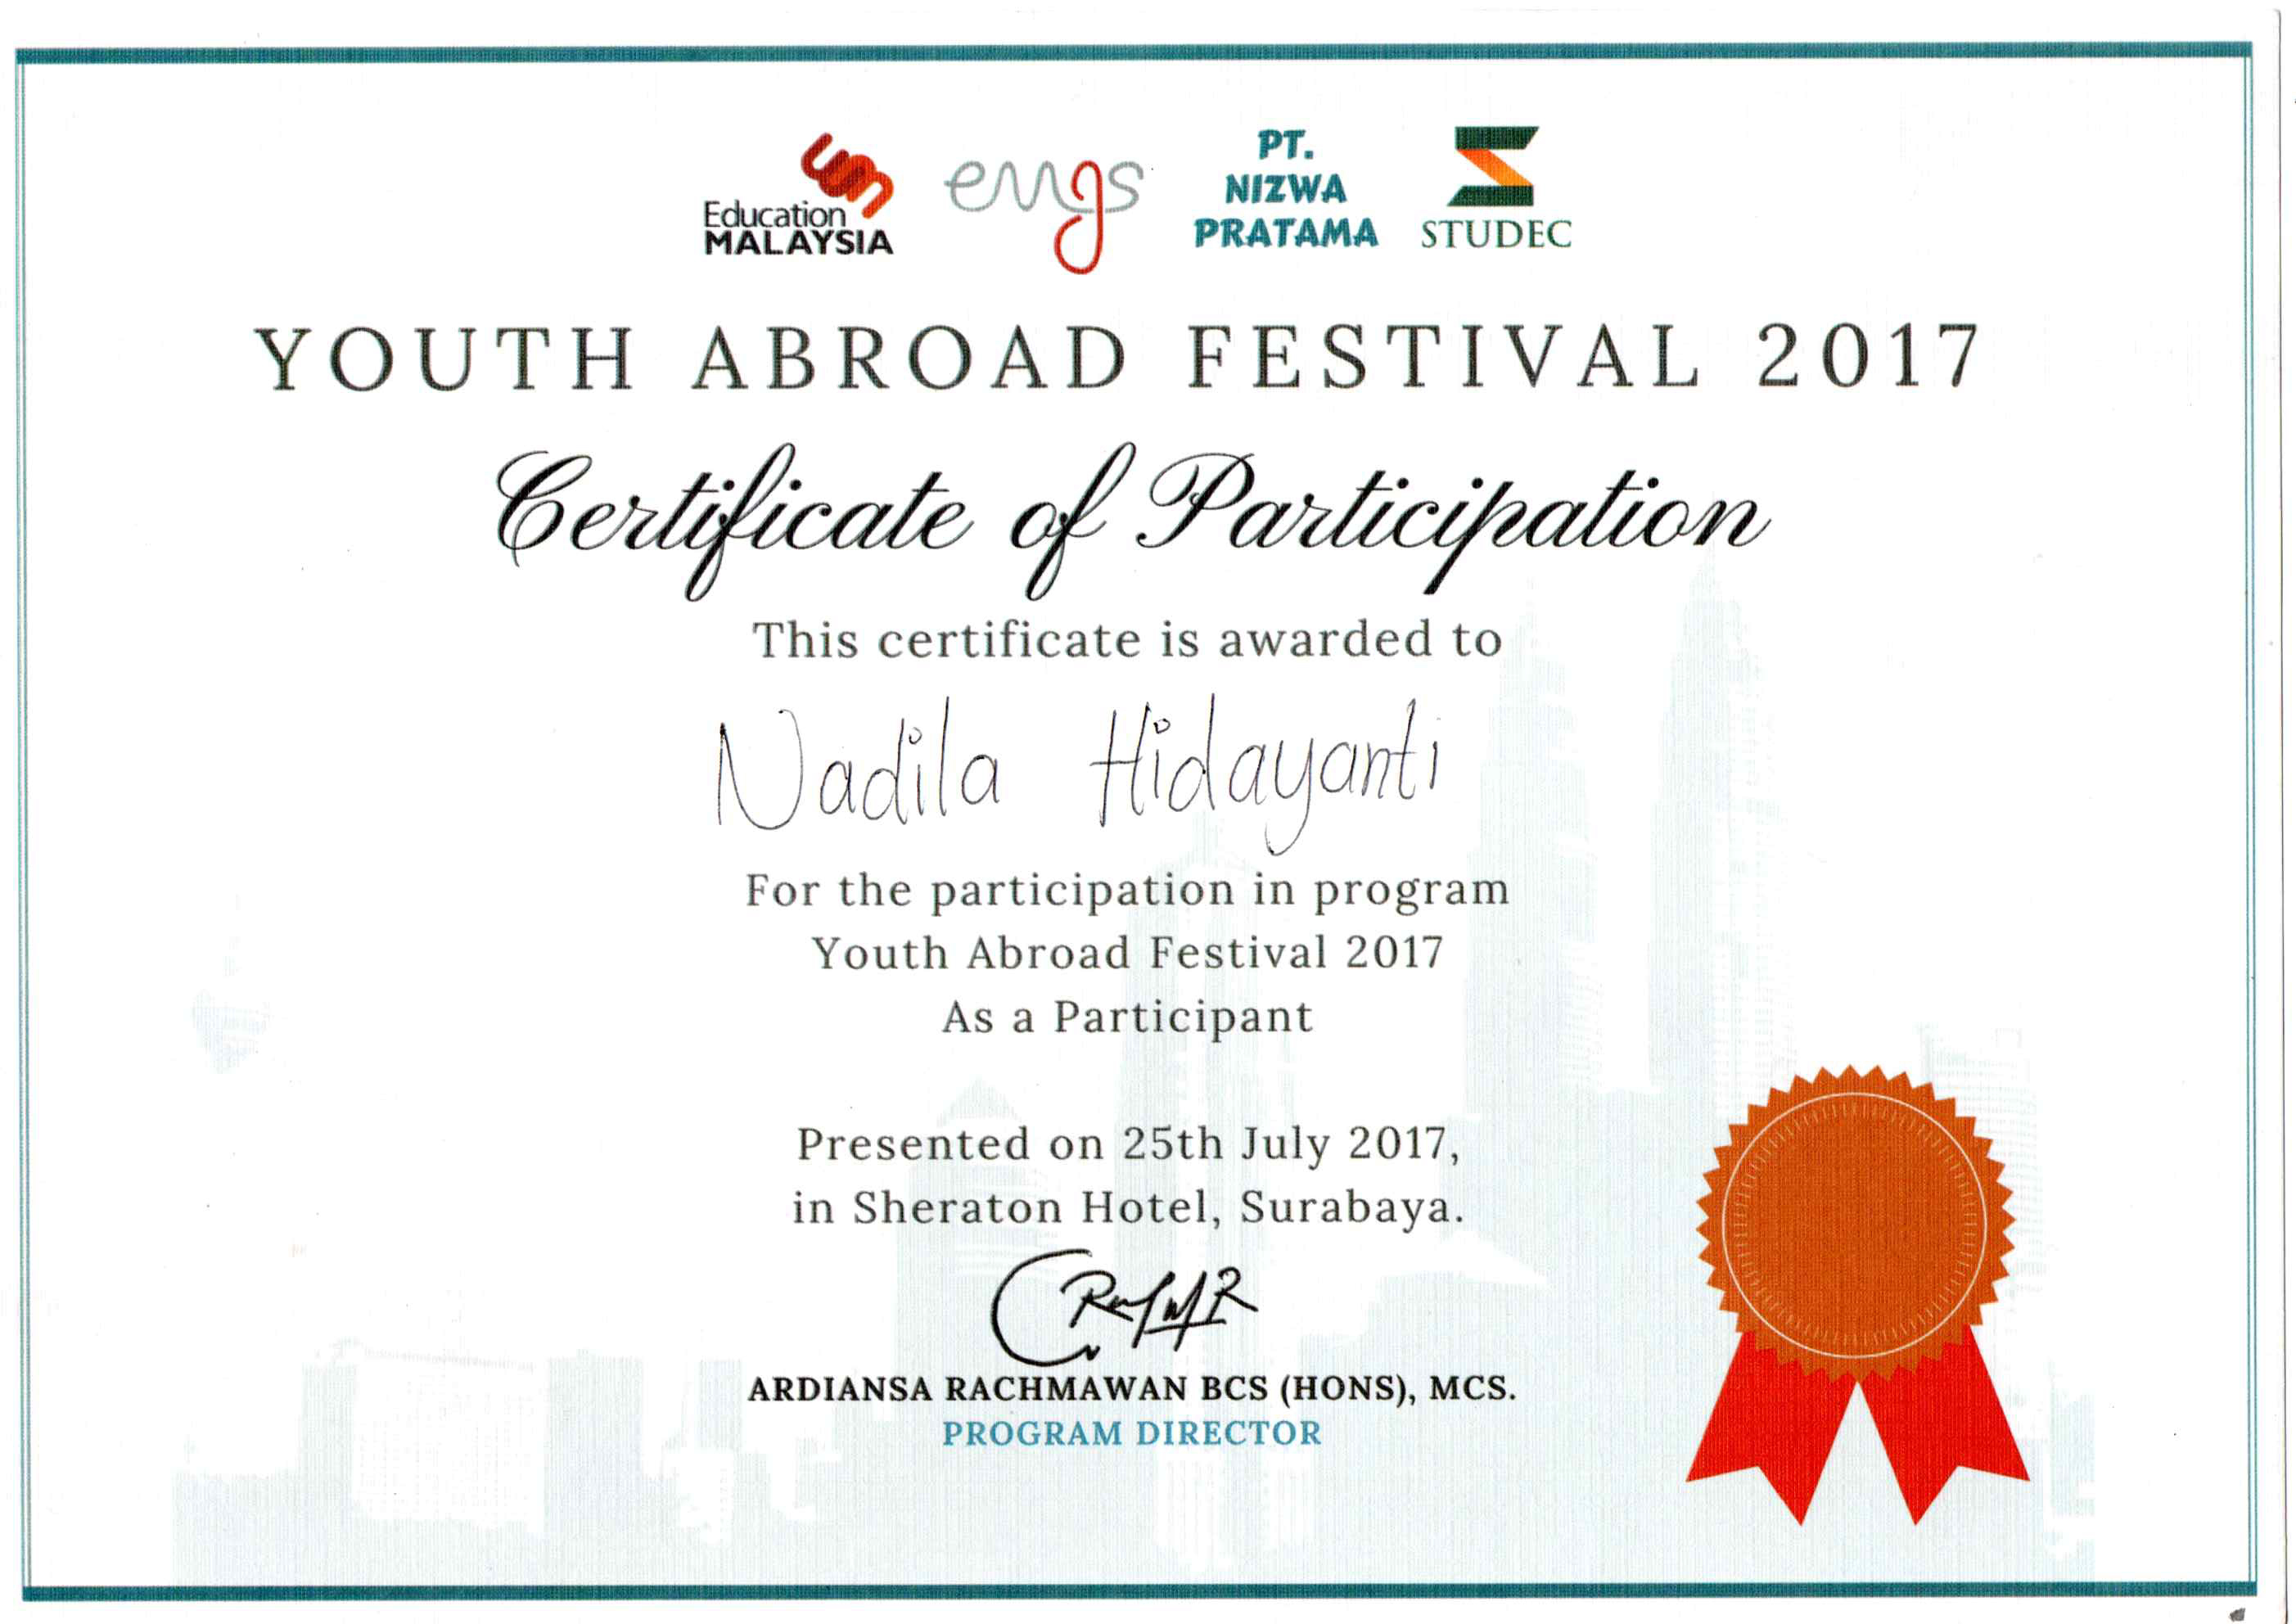 Education
MALAYSIA
emgs
PT.
NIZWA
PRATAMA
STUDEC
YOUTH ABROAD FESTIVAL 2017
Certificate of Participation
This certificate is awarded to
Nadila Hidayanti
For the participation in program
Youth Abroad Festival 2017
As a Participant
Presented on 25th July 2017,
in Sheraton Hotel, Surabaya.
ARDIANSA RACHMAWAN BCS (HONS), MCS.
PROGRAM DIRECTOR